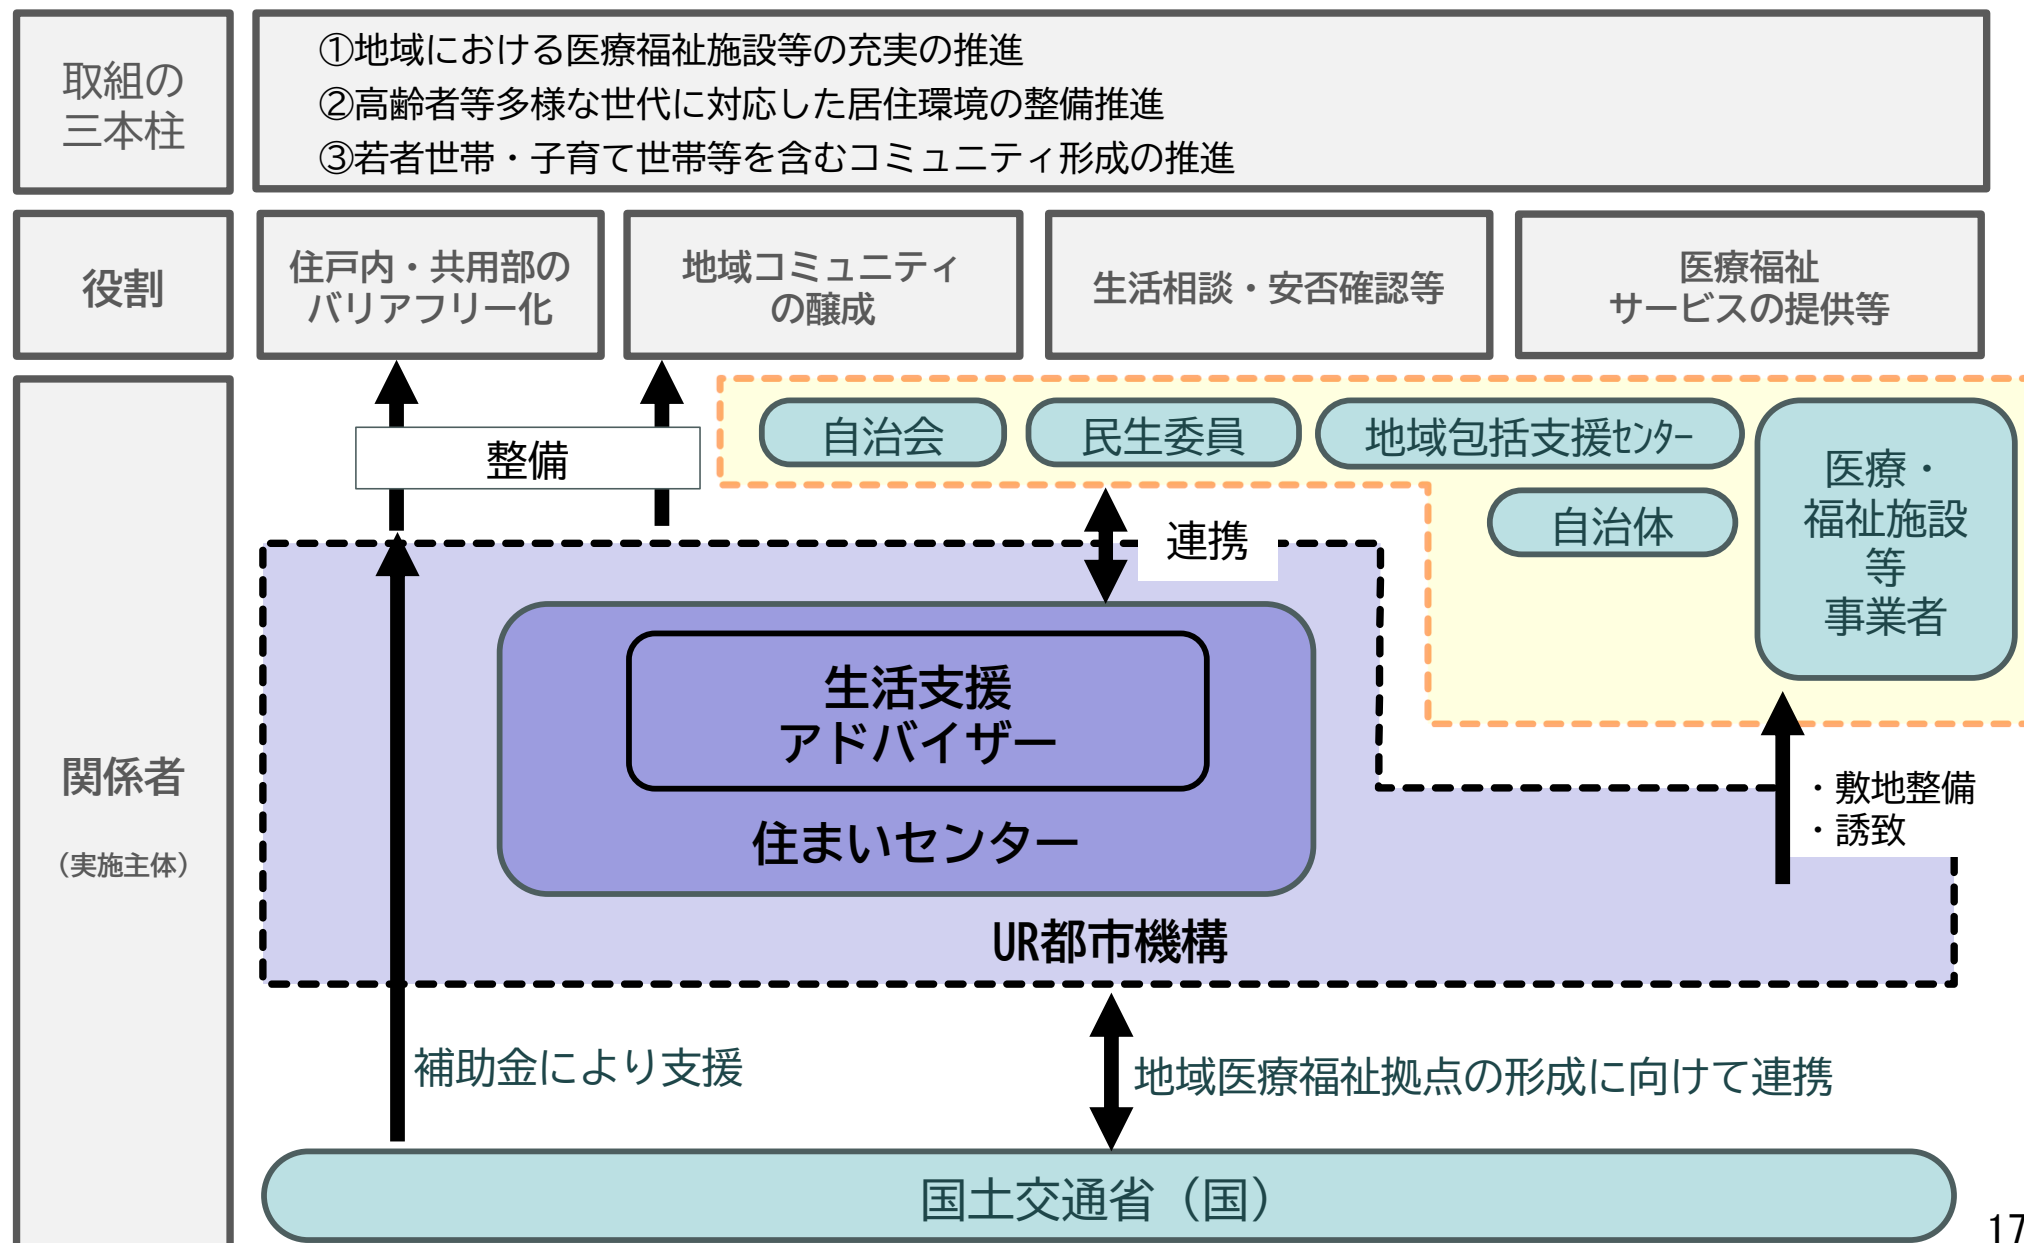 取組の
三本柱
①地域における医療福祉施設等の充実の推進
②高齢者等多様な世代に対応した居住環境の整備推進
③若者世帯・子育て世帯等を含むコミュニティ形成の推進
役割
住戸内・共用部の
バリアフリー化
地域コミュニティ
の醸成
生活相談・安否確認等
医療福祉
サービスの提供等
関係者
（実施主体）
整備
自治会
民生委員
地域包括支援ｾﾝﾀｰ
自治体
医療・
福祉施設
等
事業者
連携
生活支援
アドバイザー
住まいセンター
UR都市機構
・敷地整備
・誘致
補助金により支援
地域医療福祉拠点の形成に向けて連携
国土交通省（国）
17